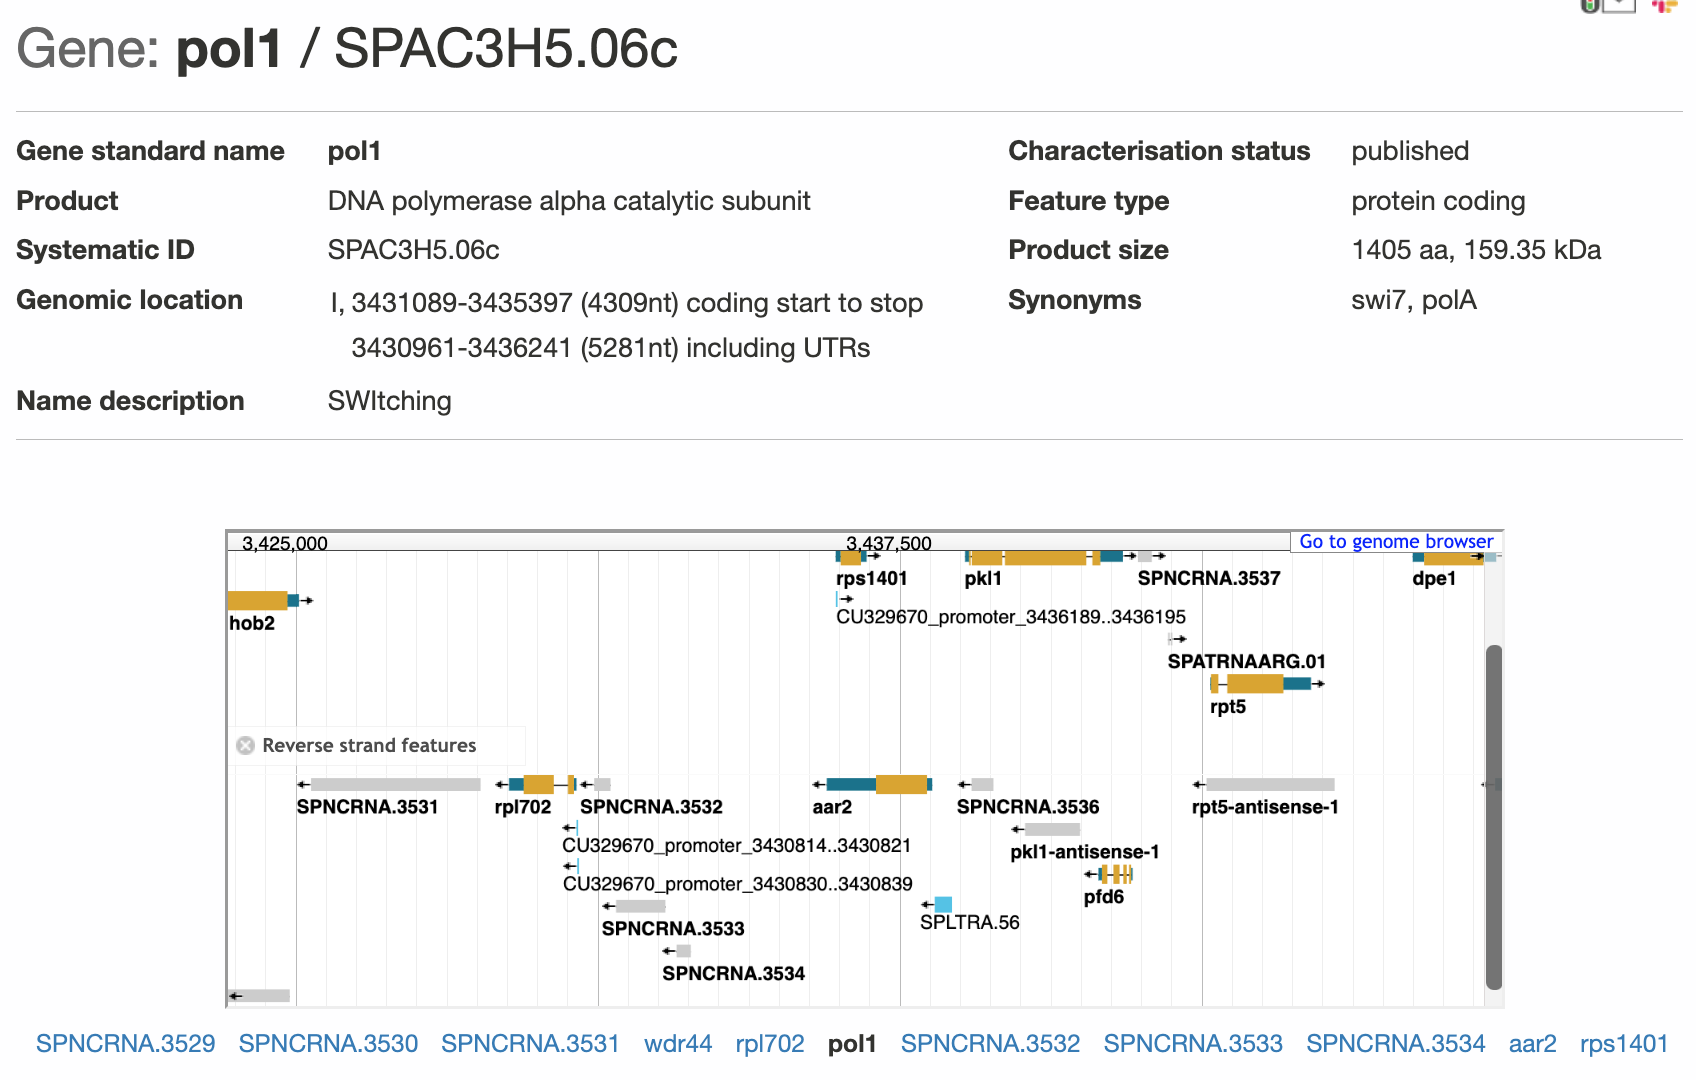 Gene: pol1 / SPAC3H5.06c
Gene standard name pol1
Product DNA polymerase alpha catalytic subunit
Systematic ID SPAC3H5.06c
Genomic location I, 3431089-3435397 (4309nt) coding start to stop
3430961-3436241 (5281nt) including UTRs
Name description SWItching
Characterisation status published
Feature type protein coding
Product size 1405 aa, 159.35 kDa
Synonyms swi7, polA
3,425,000 3,437,500 Go to genome browser
rps1401 pkl1 SPNCRNA.3537 dpe1
CU329670_promoter_3436189..3436195
hob2
SPATRNAARG.01
rpt5
Reverse strand features
SPNCRNA.3531 rpl702 SPNCRNA.3532 aar2 SPNCRNA.3536 rpt5-antisense-1
CU329670_promoter_3430814..3430821 pkl1-antisense-1
CU329670_promoter_3430830..3430839 pfd6
SPNCRNA.3533 SPLTRA.56
SPNCRNA.3534
SPNCRNA.3529 SPNCRNA.3530 SPNCRNA.3531 wdr44 rpl702 pol1 SPNCRNA.3532 SPNCRNA.3533 SPNCRNA.3534 aar2 rps1401